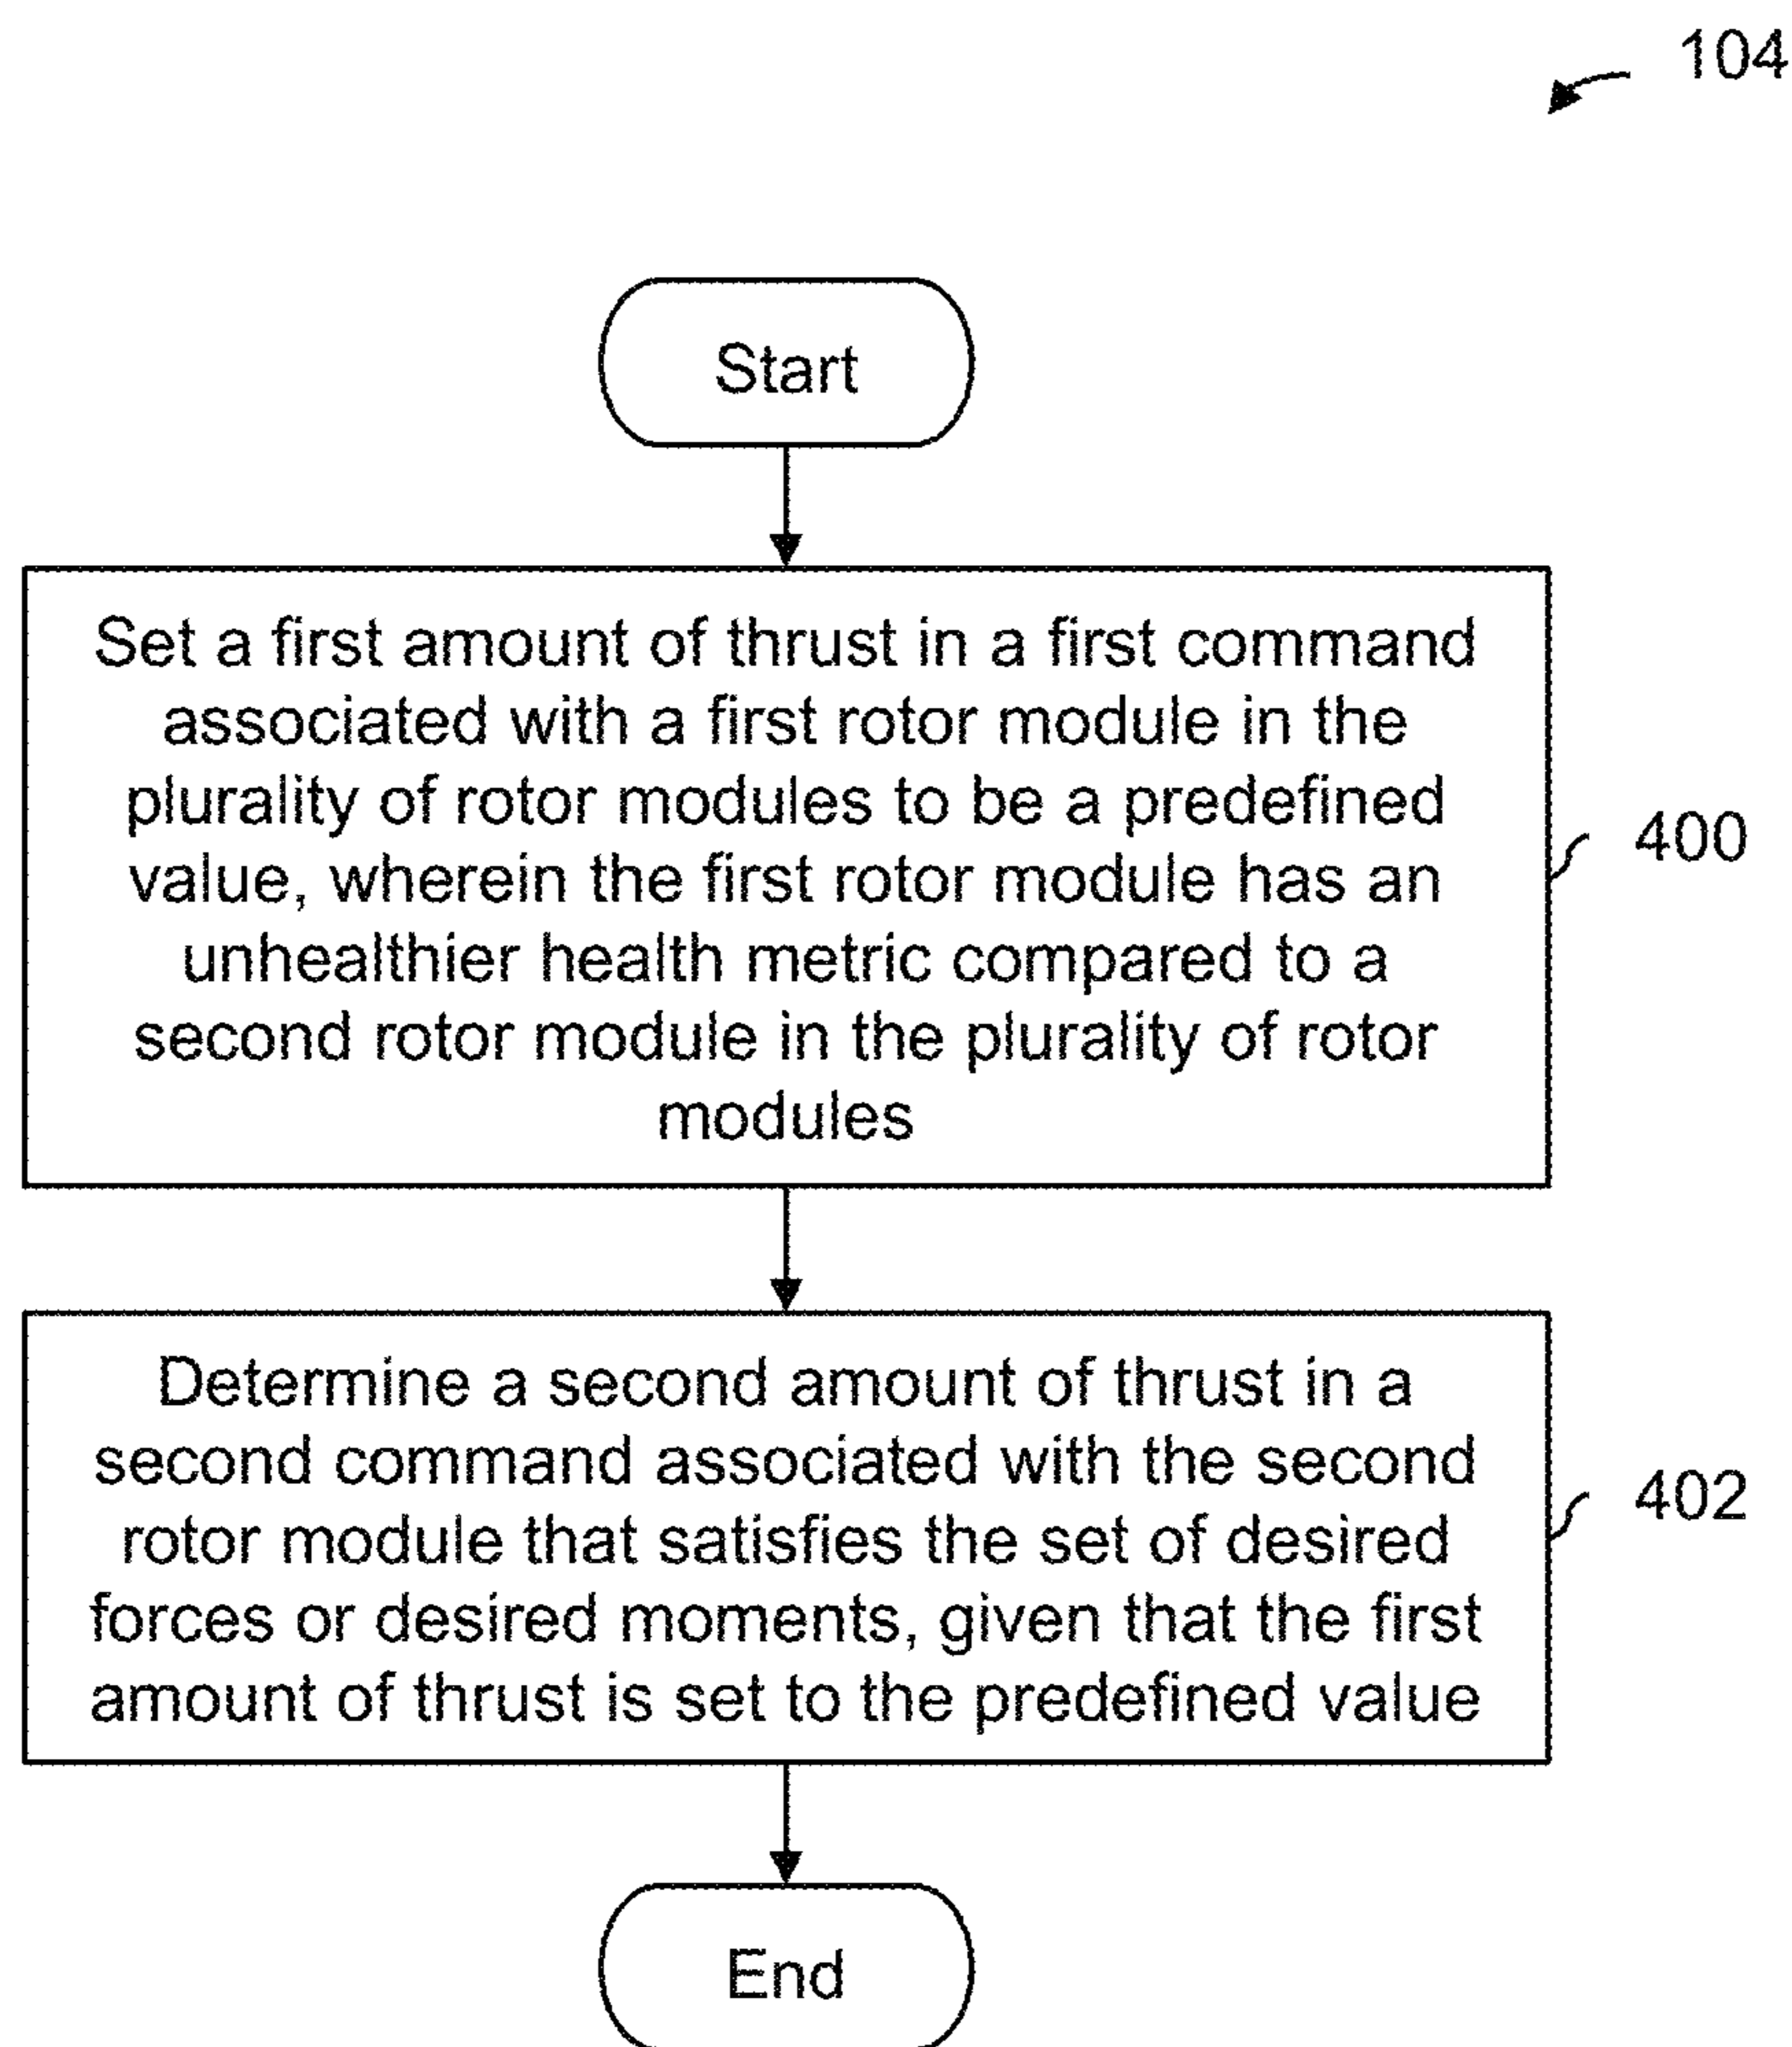 104
Start
Set a first amount of thrust in a first command
associated with a first rotor module in the
plurality of rotor modules to be a predefined
value, wherein the first rotor module has an
unhealthier health metric compared to a
second rotor module in the plurality of rotor
modules
400
Determine a second amount of thrust in a
second command associated with the second
rotor module that satisfies the set of desired
forces or desired moments, given that the first
amount of thrust is set to the predefined value
402
End